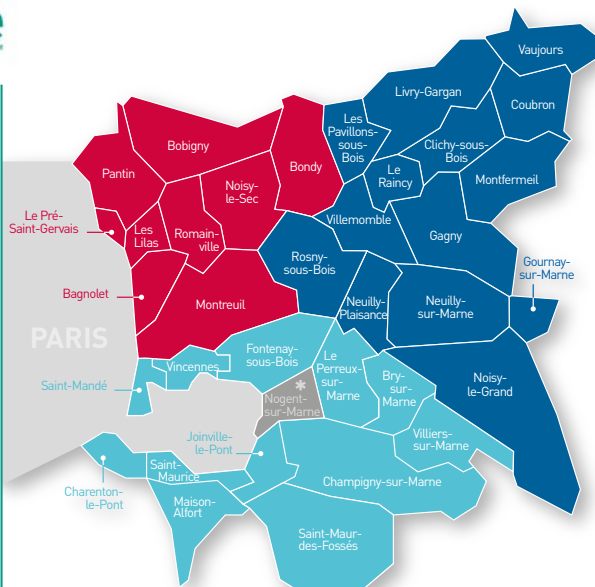 Vaujours
Livry-Gargan
Coubron
Les
Pavillons-
sous-
Bois
Bobigny
Clichy-sous-
Bois
Bondy
Le
Raincy
Montfermeil
Pantin
Noisy-
le-Sec
Villemomble
Le Pré-
Saint-Gervais
Les
Lilas
Romain-
ville
Gagny
Rosny-
sous-Bois
Gournay-
sur-Marne
Bagnolet
Montreuil
Neuilly-
Plaisance
Neuilly-
sur-Marne
PARIS
Fontenay-
sous-Bois
Le
Perreux-
sur-
Marne
Vincennes
Saint-Mandé
Bry-
sur-
Marne
Noisy-
le-Grand
*
Nogent-
sur-Marne
Joinville-
le-Pont
Villiers-
sur-Marne
Saint-
Maurice
Champigny-sur-Marne
Charenton-
le-Pont
Maison-
Alfort
Saint-Maur-
des-Fossés